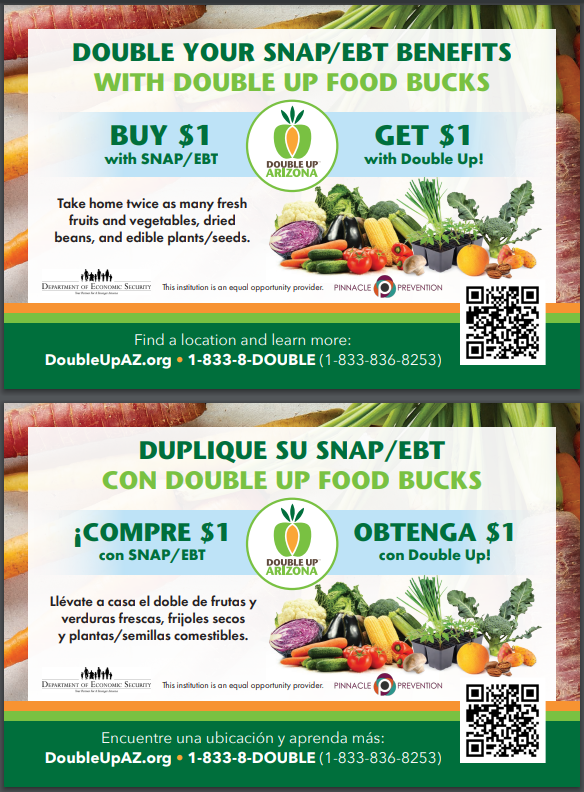 DOUBLE YOUR SNAP/EBT BENEFITS
WITH DOUBLE UP FOOD BUCKS
BUY $1
with SNAP/EBT
DOUBLE UP
ARIZONA
GET $1
with Double Up!
Take home twice as many fresh
fruits and vegetables, dried
beans, and edible plants/seeds.
DEPARTMENT OF ECONOMIC SECURITY
This institution is an equal opportunity provider.
PINNACLE PREVENTION
Find a location and learn more:
DoubleUpAZ.org • 1-833-8-DOUBLE (1-833-836-8253)
DUPLIQUE SU SNAP/EBT
CON DOUBLE UP FOOD BUCKS
¡COMPRE $1
con SNAP/EBT
DOUBLE UP
ARIZONA
OBTENGA $1
con Double Up!
Llévate a casa el doble de frutas y
verduras frescas, frijoles secos
y plantas/semillas comestibles.
DEPARTMENT OF ECONOMIC SECURITY
This institution is an equal opportunity provider.
PINNACLE PREVENTION
Encuentre una ubicación y aprenda más:
DoubleUpAZ.org • 1-833-8-DOUBLE (1-833-836-8253)